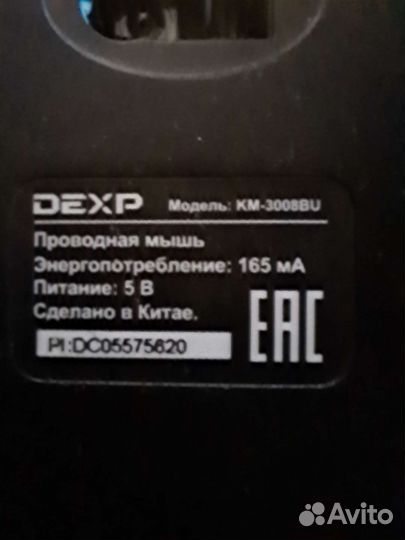 DEXP Модель: KM-3008BU
Проводная мышь
Энергопотребление: 165 мА
Питание: 5 В
Сделано в Китае.
PI:DC05575620
EAC
Avito